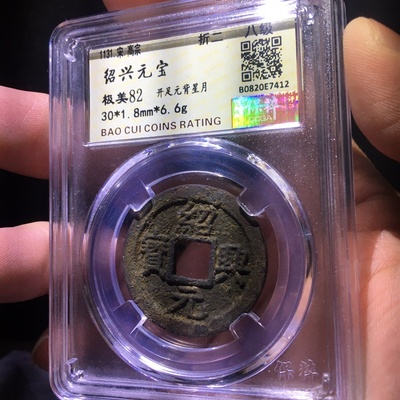 1131.宋.高宗
折二 八级
绍兴元宝
极美82 开足元背星月
30*1.8mm*6.6g
B0820E7412
BAO CUI COINS RATING
紹
寶 興
元